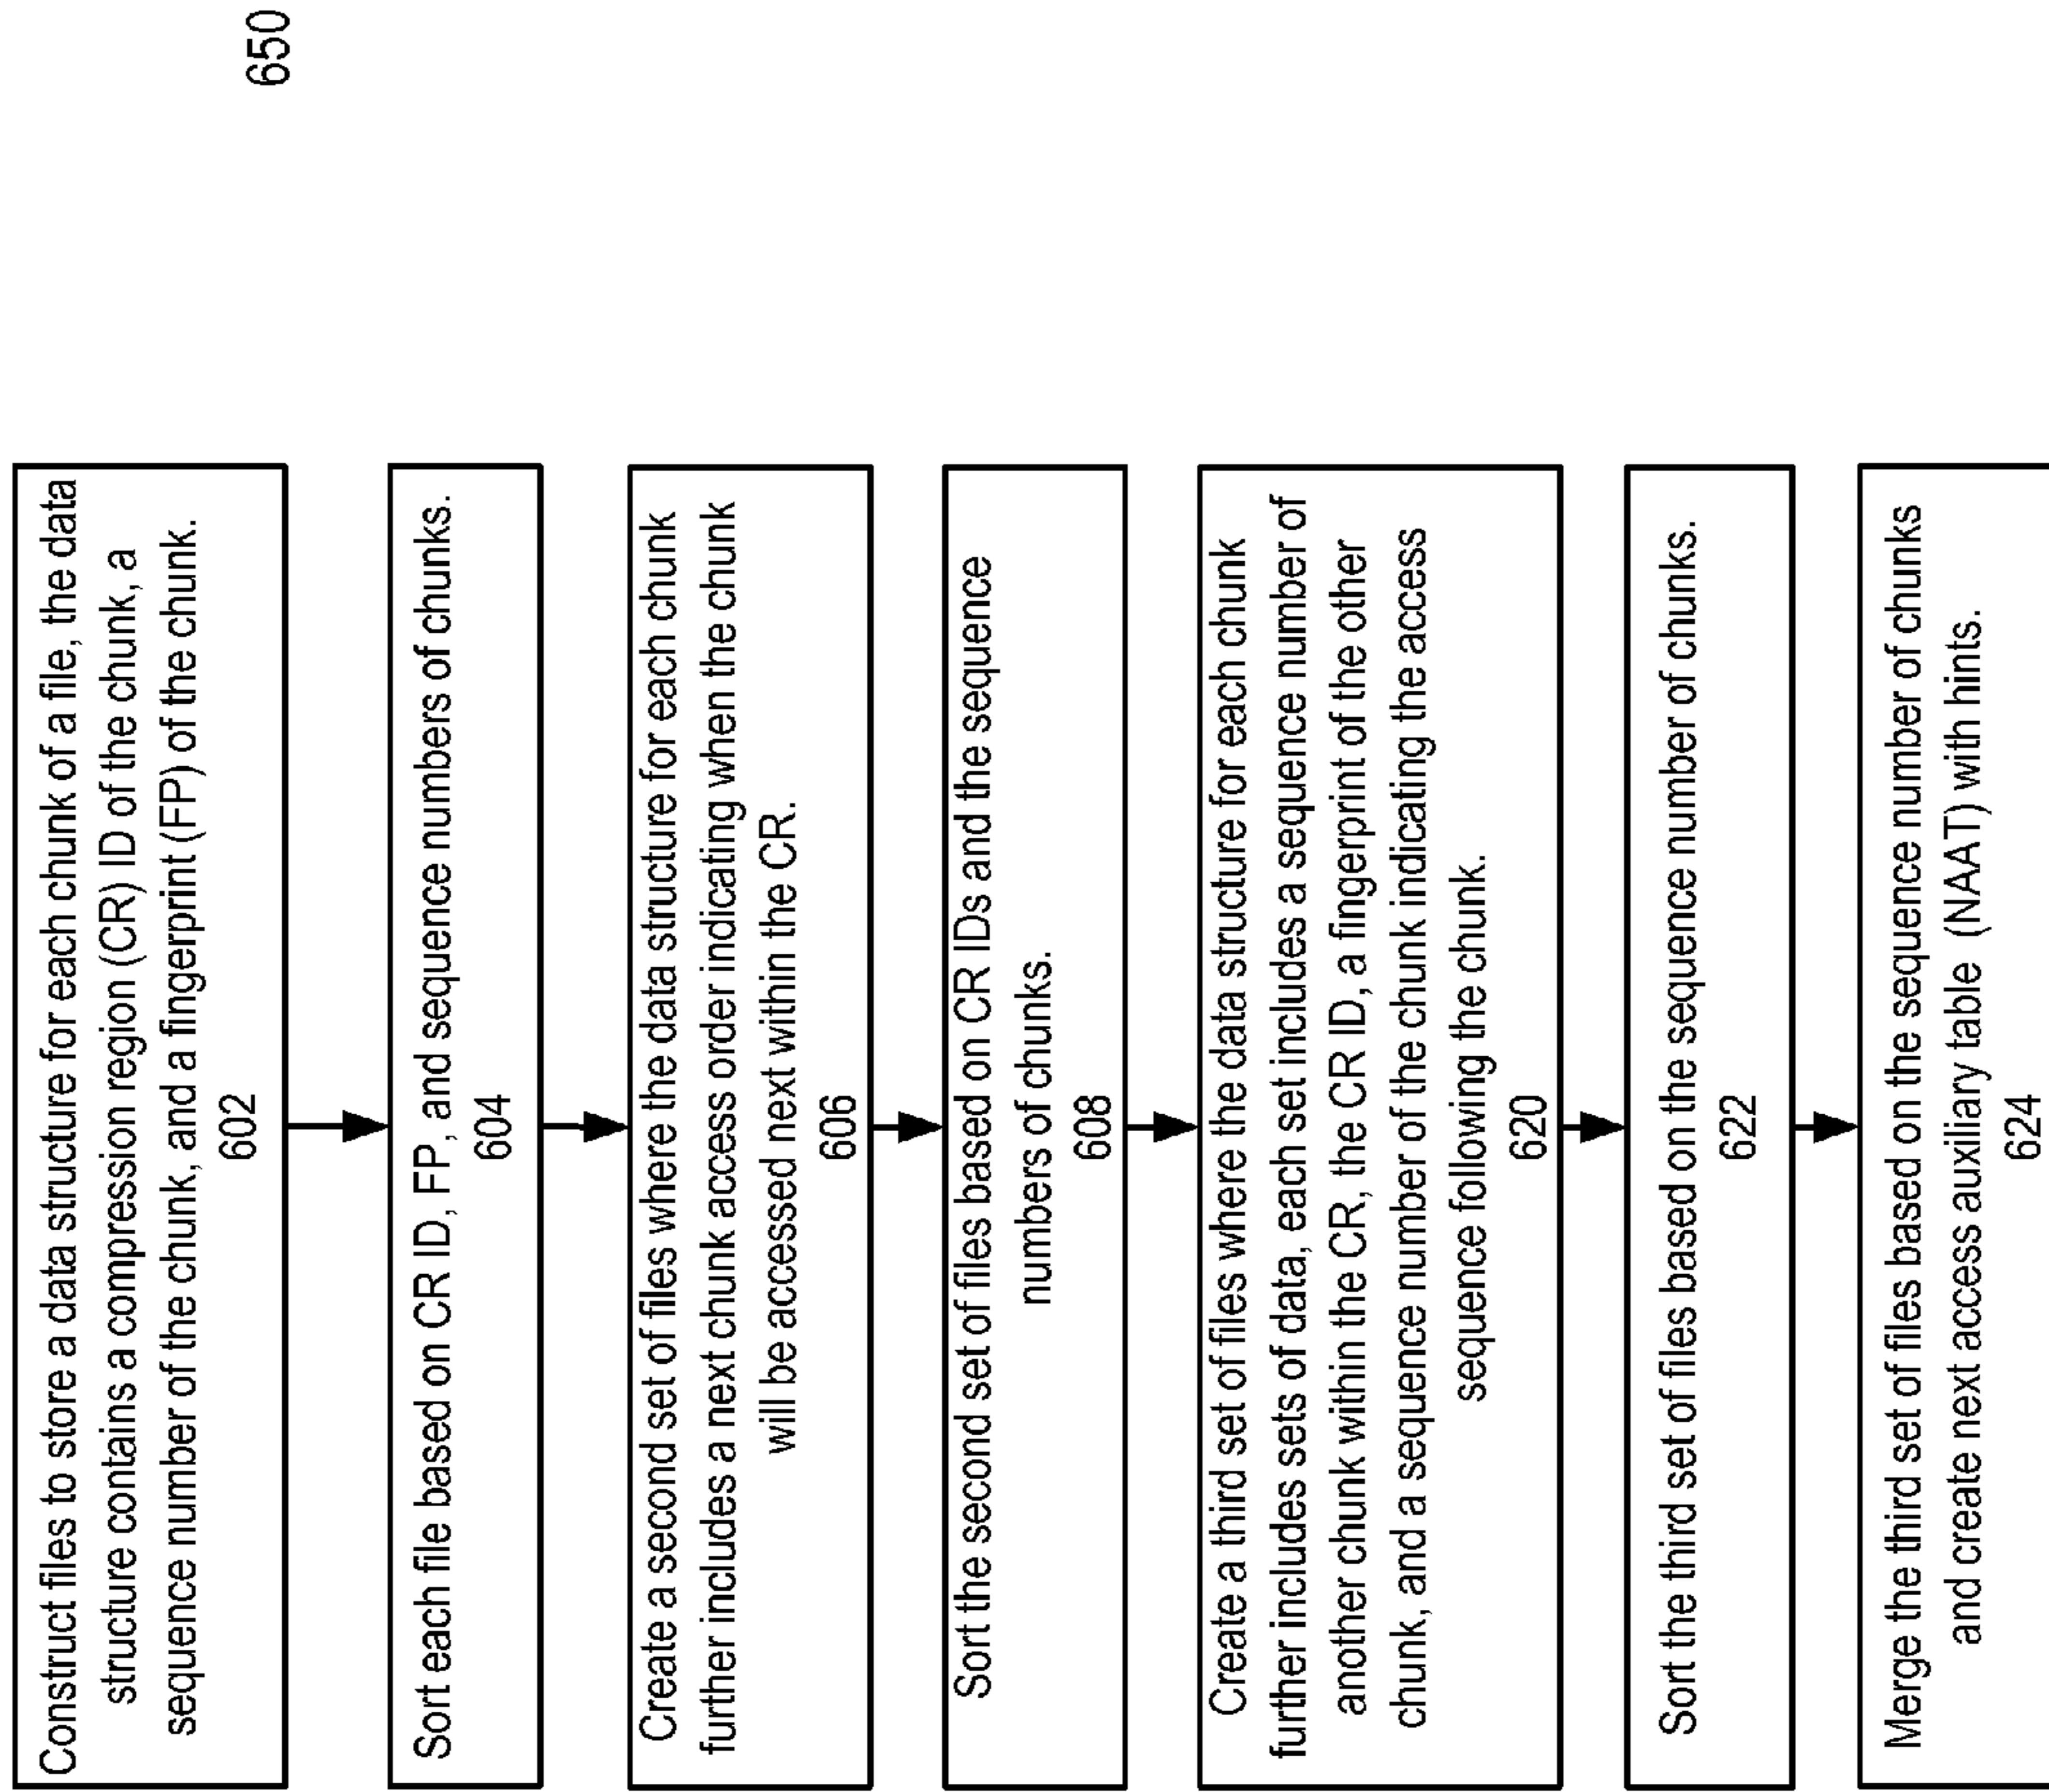 650
Construct files to store a data structure for each chunk of a file, the data
structure contains a compression region (CR) ID of the chunk, a
sequence number of the chunk, and a fingerprint (FP) of the chunk.
602
Sort each file based on CR ID, FP, and sequence numbers of chunks.
604
Create a second set of files where the data structure for each chunk
further includes a next chunk access order indicating when the chunk
will be accessed next within the CR.
606
Sort the second set of files based on CR IDs and the sequence
numbers of chunks.
608
Create a third set of files where the data structure for each chunk
further includes sets of data, each set includes a sequence number of
another chunk within the CR, the CR ID, a fingerprint of the other
chunk, and a sequence number of the chunk indicating the access
sequence following the chunk.
620
Sort the third set of files based on the sequence number of chunks.
622
Merge the third set of files based on the sequence number of chunks
and create next access auxiliary table (NAAT) with hints.
624